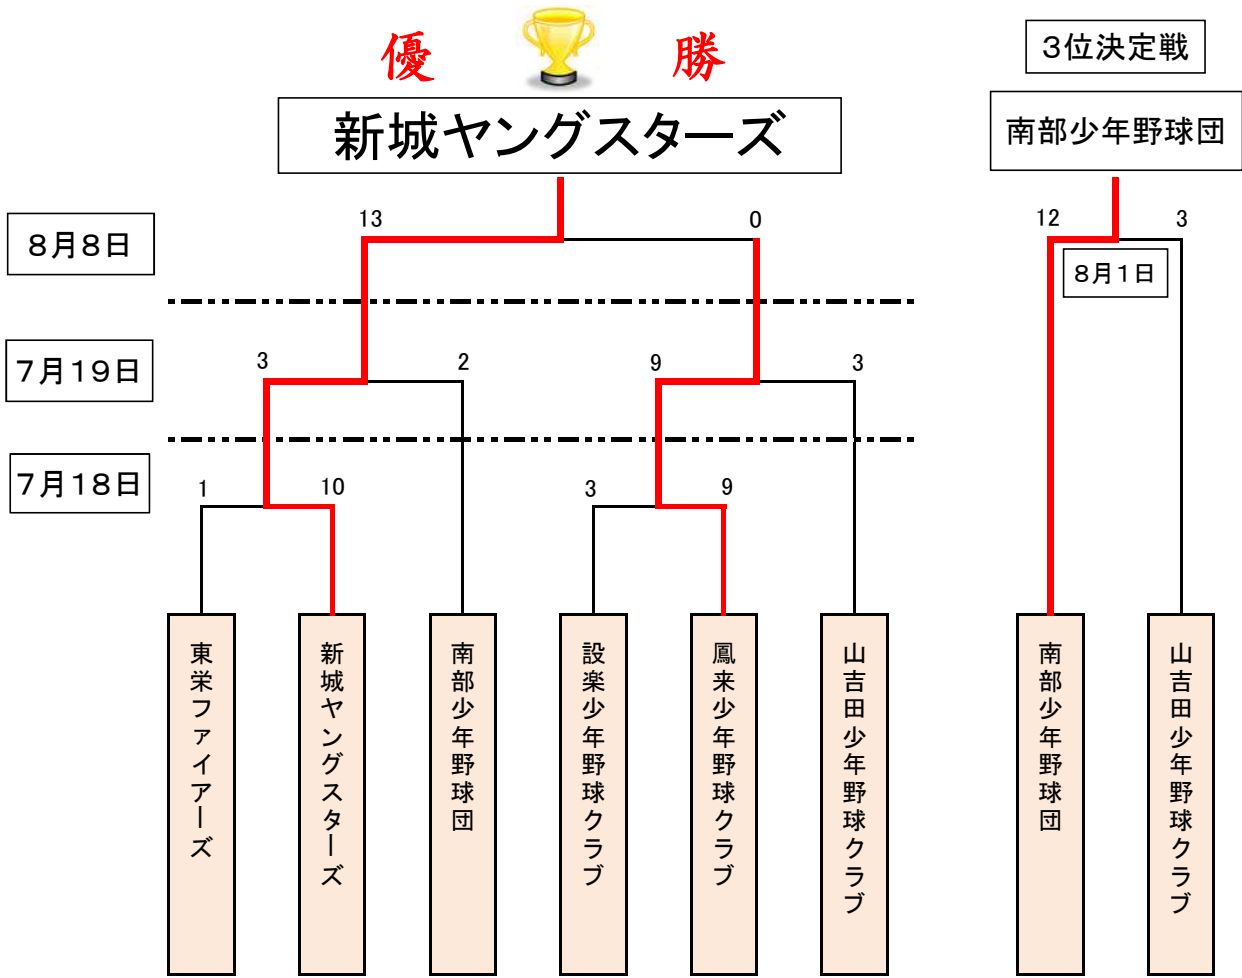 優 勝
3位決定戦
新城ヤングスターズ
南部少年野球団
13 0
12 3
8月8日
8月1日
7月19日
3 2 9 3
7月18日
1 10 3 9
東栄ファイアーズ
新城ヤングスターズ
南部少年野球団
設楽少年野球クラブ
鳳来少年野球クラブ
山吉田少年野球クラブ
南部少年野球団
山吉田少年野球クラブ